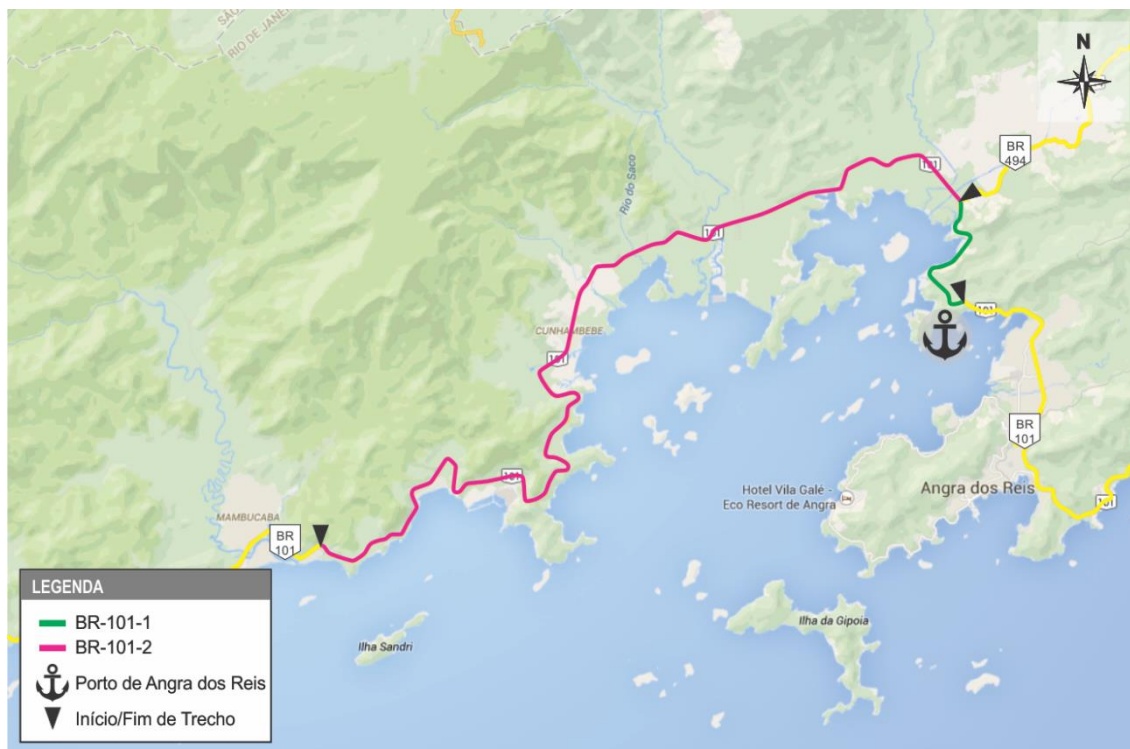 SÃO
RIO DE JANEI
N
BR
494
101
Rio do Saco
101
101
CUNHAMBEBE
101
BR
101
Hotel Vila Galé -
Eco Resort de Angra
Angra dos Reis
101
101
MAMBUCABA
BR
101
Ilha da Gipoia
Ilha Sandri
LEGENDA
BR-101-1
BR-101-2
Porto de Angra dos Reis
Início/Fim de Trecho